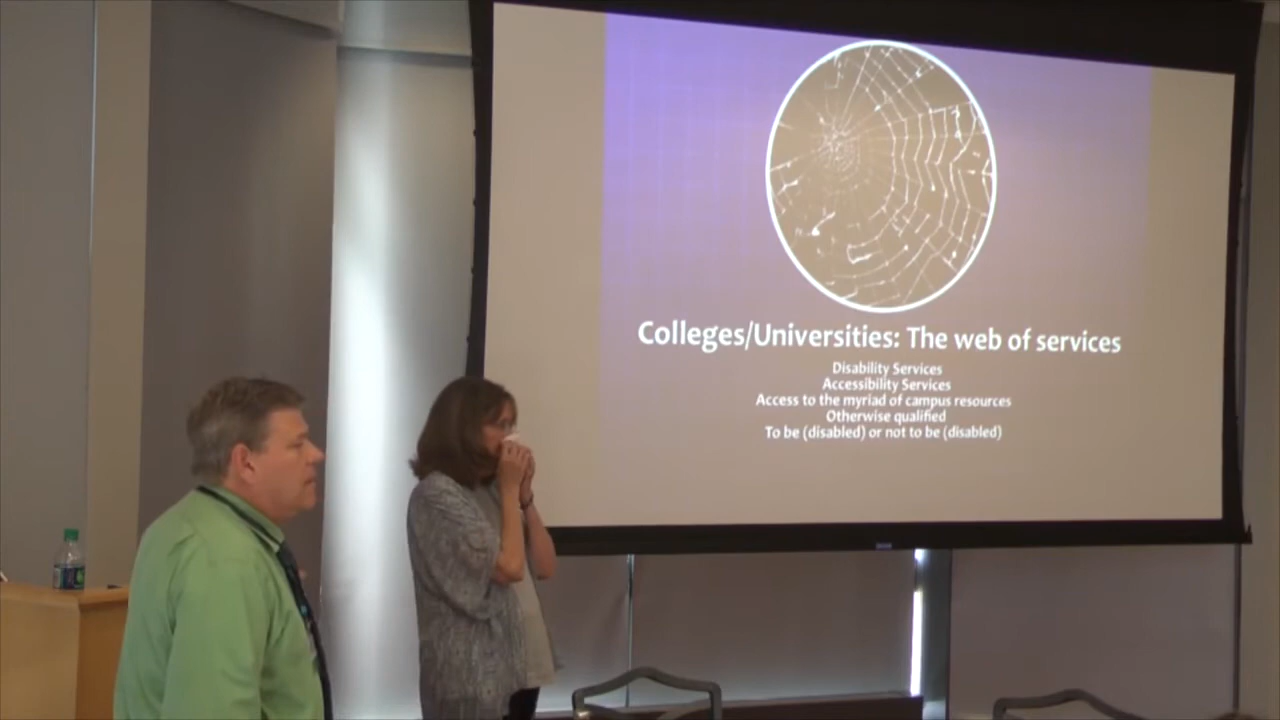 Colleges/Universities: The web of services
Disability Services
Accessibility Services
Access to the myriad of campus resources
Otherwise qualified
To be (disabled) or not to be (disabled)